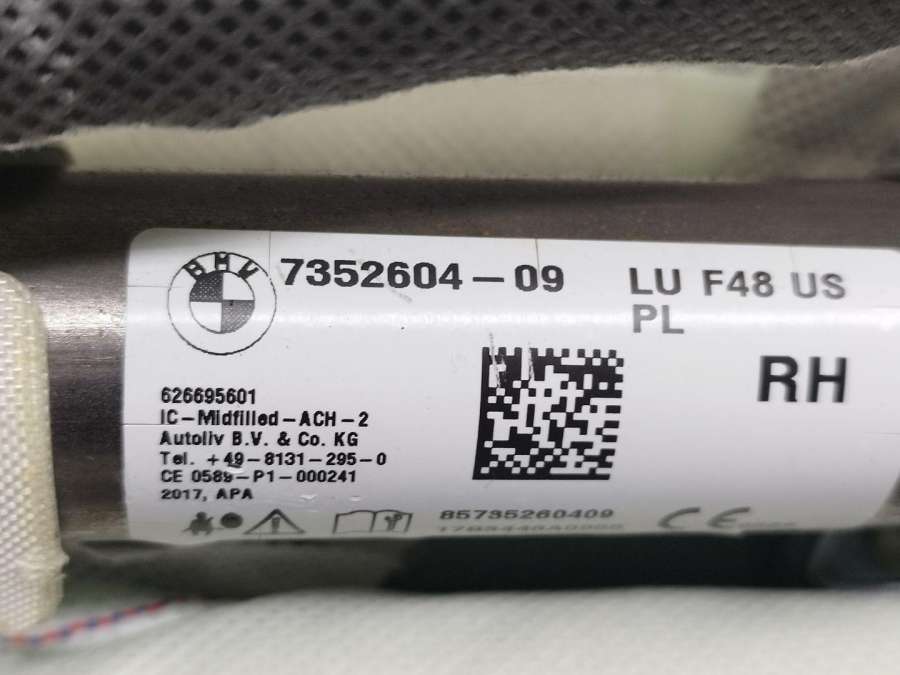 BMW
7352604-09
LU F48 US
PL
RH
626695601
IC-Midfilled-ACH-2
Autoliv B.V. & Co. KG
Tel. +49-8131-295-0
CE 0589-P1-000241
2017, APA
85735260409
CE